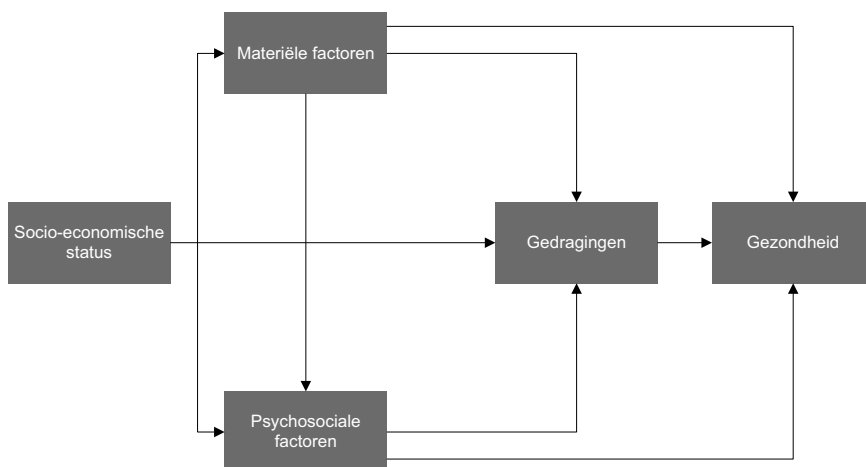 Materiële factoren
Socio-economische
status
Gedragingen
Gezondheid
Psychosociale
factoren